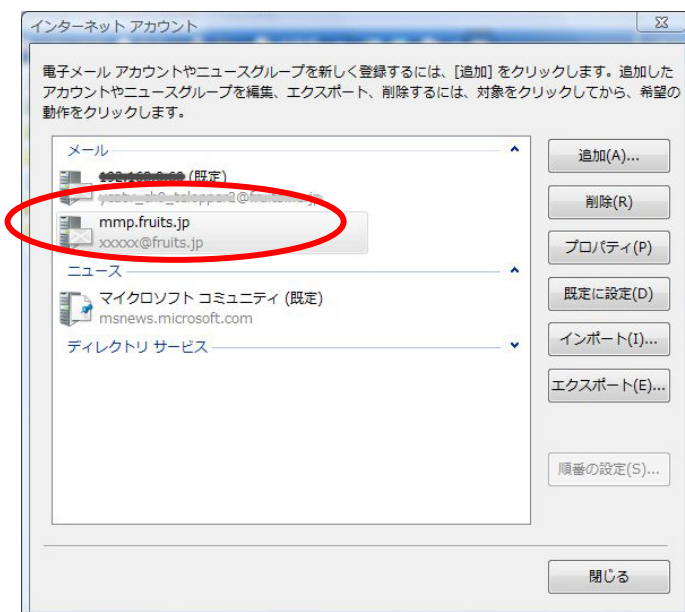 インターネット アカウント
電子メール アカウントやニュースグループを新しく登録するには、[追加] をクリックします。追加した
アカウントやニュースグループを編集、エクスポート、削除するには、対象をクリックしてから、希望の
動作をクリックします。
メール
(既定)
mmp.fruits.jp
xxxxx@fruits.jp
ニュース
マイクロソフト コミュニティ (既定)
msnews.microsoft.com
ディレクトリ サービス
追加(A)...
削除(R)
プロパティ(P)
既定に設定(D)
インポート(I)...
エクスポート(E)...
順番の設定(S)...
閉じる